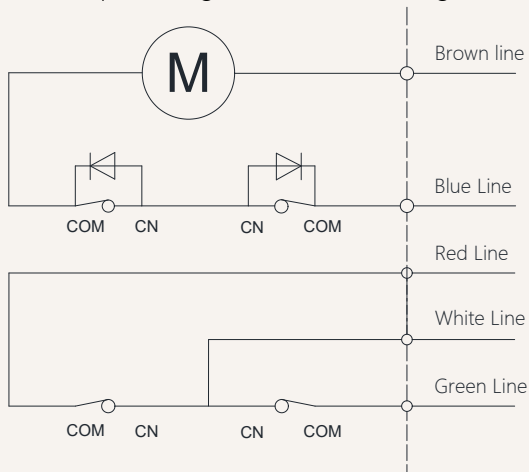 M
Brown line
Blue Line
COM CN CN COM
Red Line
White Line
Green Line
COM CN CN COM